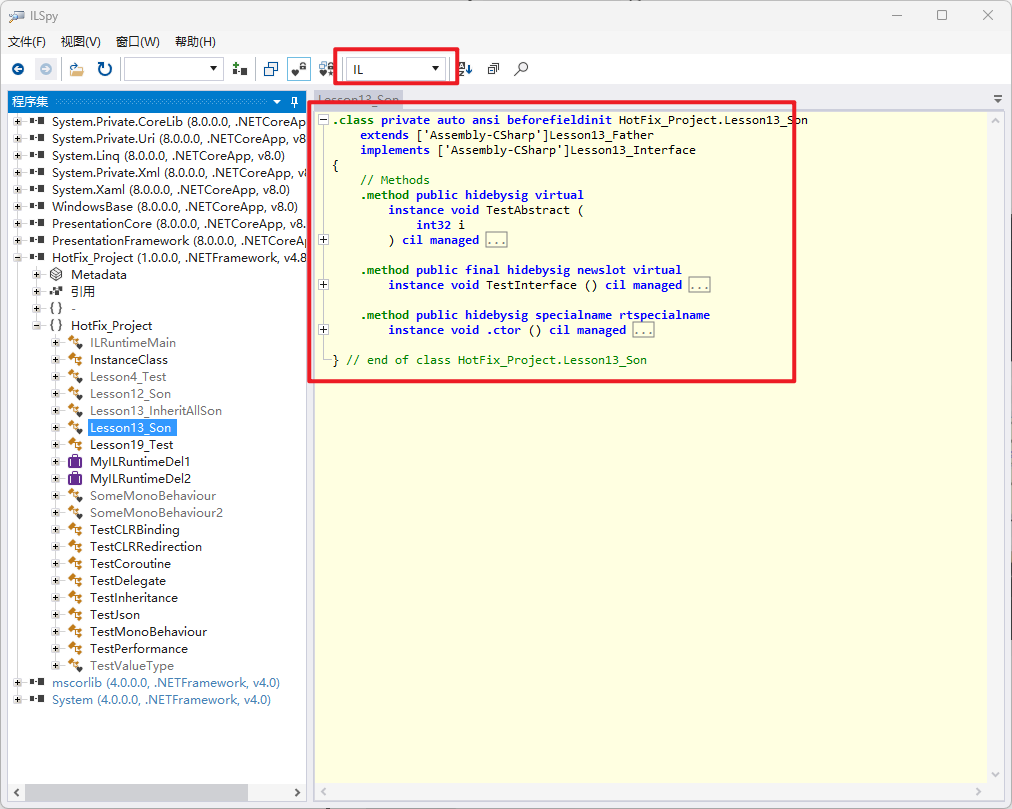 ILSpy
文件(F) 视图(V) 窗口(W) 帮助(H)
IL
程序集
System.Private.CoreLib (8.0.0.0, .NETCoreAp
System.Private.Uri (8.0.0.0, .NETCoreApp, v8.
System.Linq (8.0.0.0, .NETCoreApp, v8.0)
System.Private.Xml (8.0.0.0, .NETCoreApp, v8
System.Xaml (8.0.0.0, .NETCoreApp, v8.0)
WindowsBase (8.0.0.0, .NETCoreApp, v8.0)
PresentationCore (8.0.0.0, .NETCoreApp, v8.
PresentationFramework (8.0.0.0, .NETCoreA
HotFix_Project (1.0.0.0, .NETFramework, v4.8
Metadata
引用
{ } -
{ } HotFix_Project
ILRuntimeMain
InstanceClass
Lesson4_Test
Lesson12_Son
Lesson13_InheritAllSon
Lesson13_Son
Lesson19_Test
MyILRuntimeDel1
MyILRuntimeDel2
SomeMonoBehaviour
SomeMonoBehaviour2
TestCLRBinding
TestCLRRedirection
TestCoroutine
TestDelegate
TestInheritance
TestJson
TestMonoBehaviour
TestPerformance
TestValueType
mscorlib (4.0.0.0, .NETFramework, v4.0)
System (4.0.0.0, .NETFramework, v4.0)
Lesson13_Son
.class private auto ansi beforefieldinit HotFix_Project.Lesson13_Son
extends ['Assembly-CSharp']Lesson13_Father
implements ['Assembly-CSharp']Lesson13_Interface
{
// Methods
.method public hidebysig virtual
instance void TestAbstract (
int32 i
) cil managed ...
.method public final hidebysig newslot virtual
instance void TestInterface () cil managed ...
.method public hidebysig specialname rtspecialname
instance void .ctor () cil managed ...
} // end of class HotFix_Project.Lesson13_Son